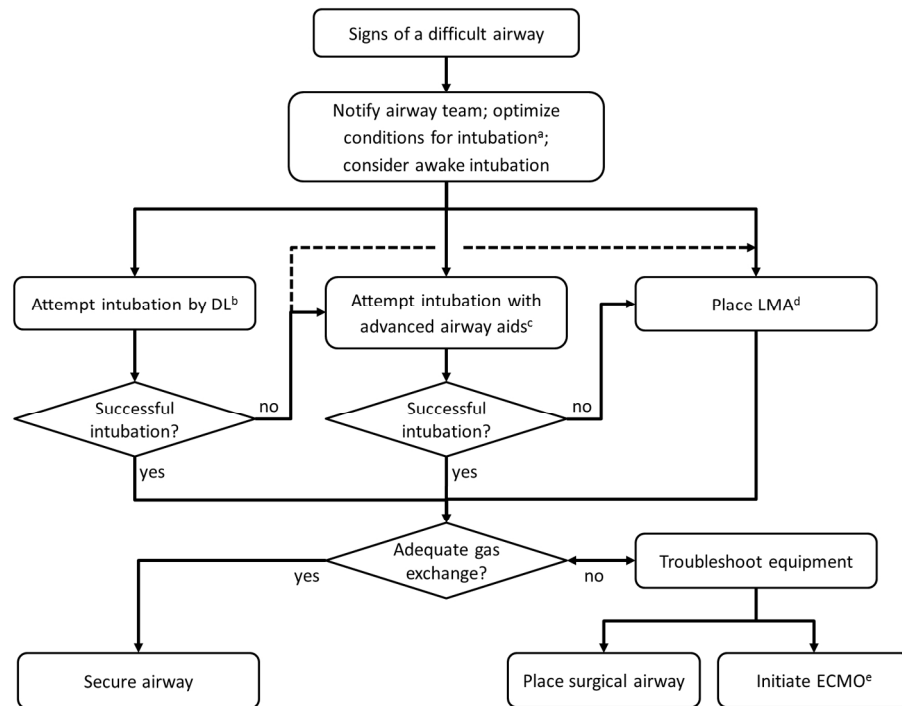 Signs of a difficult airway
Notify airway team; optimize
conditions for intubationᵃ;
consider awake intubation
Attempt intubation by DLᵇ
Attempt intubation with
advanced airway aidsᶜ
Place LMAᵈ
Successful
intubation?
no
Successful
intubation?
no
yes
yes
Adequate gas
exchange?
yes
no
Troubleshoot equipment
Secure airway
Place surgical airway
Initiate ECMOᵉ